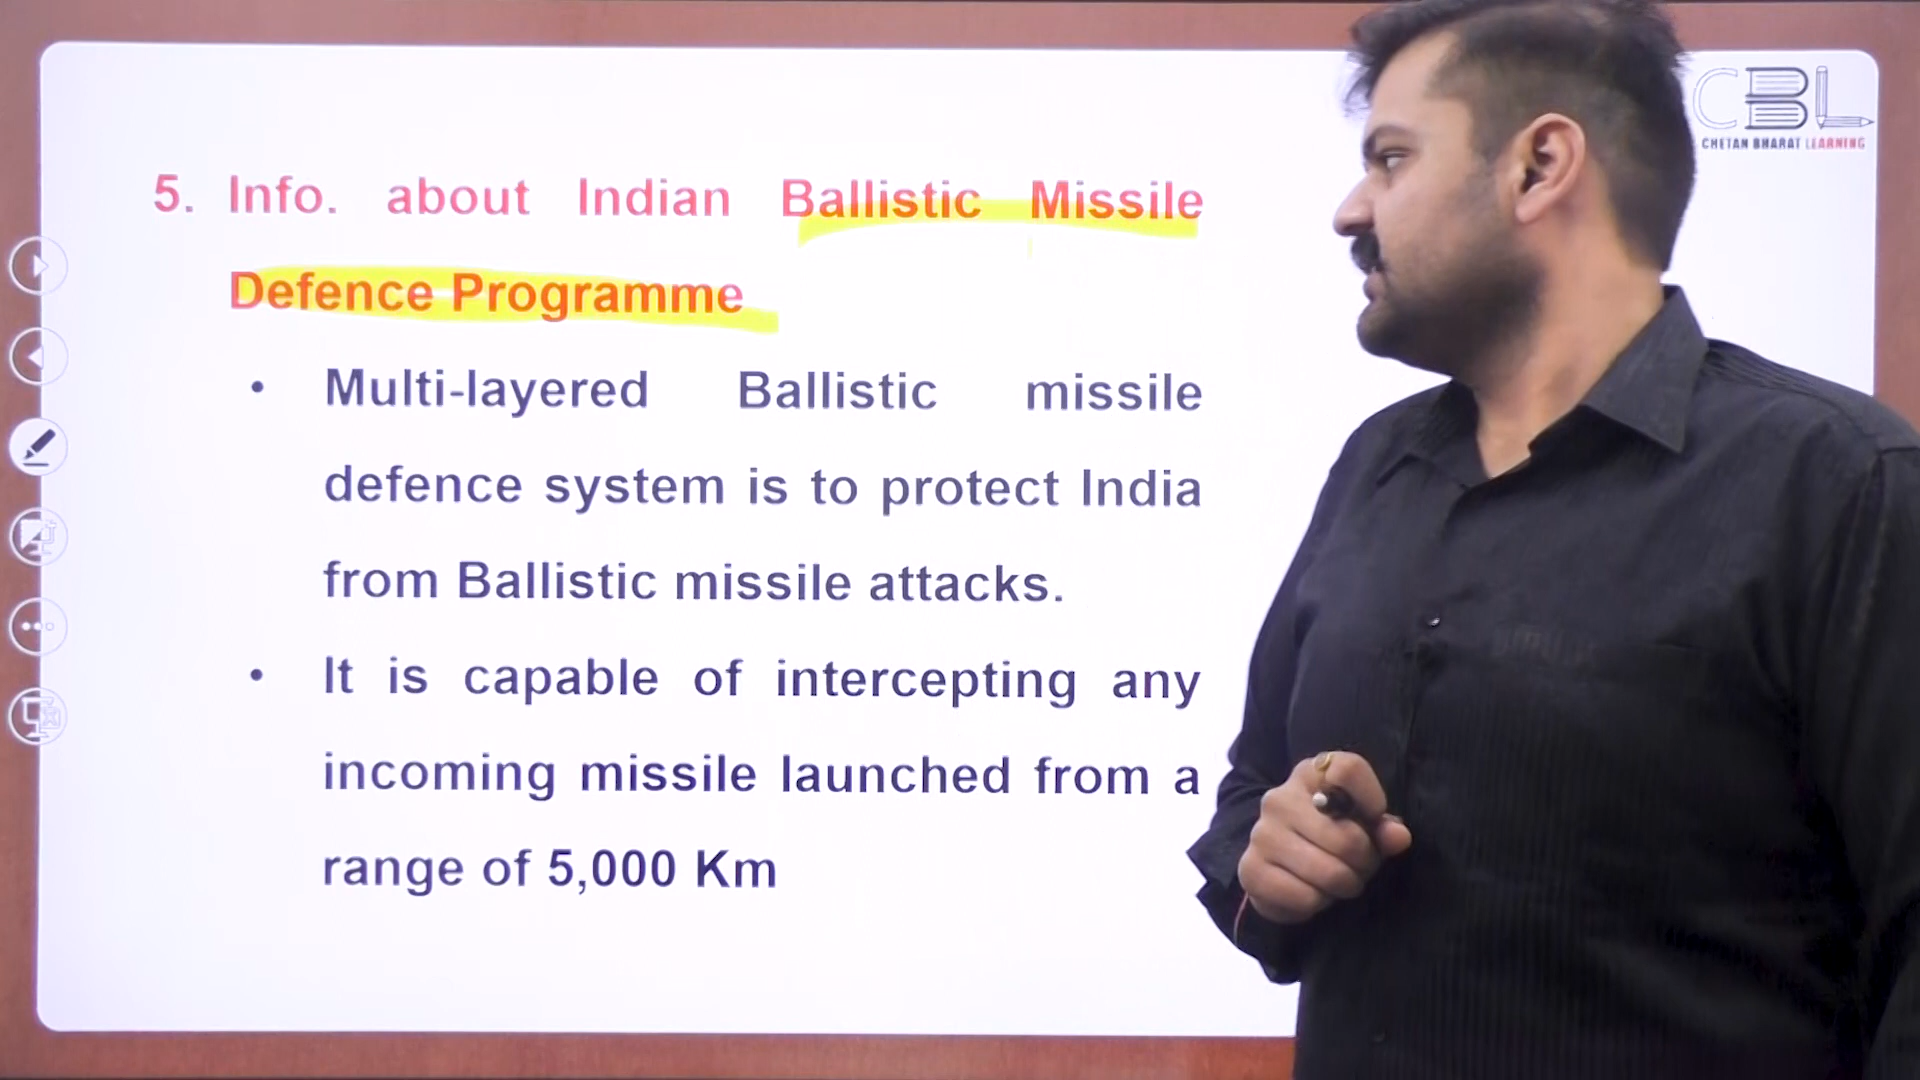 CBL
CHETAN BHARAT LEARNING
5. Info. about Indian Ballistic Missile
Defence Programme
• Multi-layered Ballistic missile
defence system is to protect India
from Ballistic missile attacks.
• It is capable of intercepting any
incoming missile launched from a
range of 5,000 Km